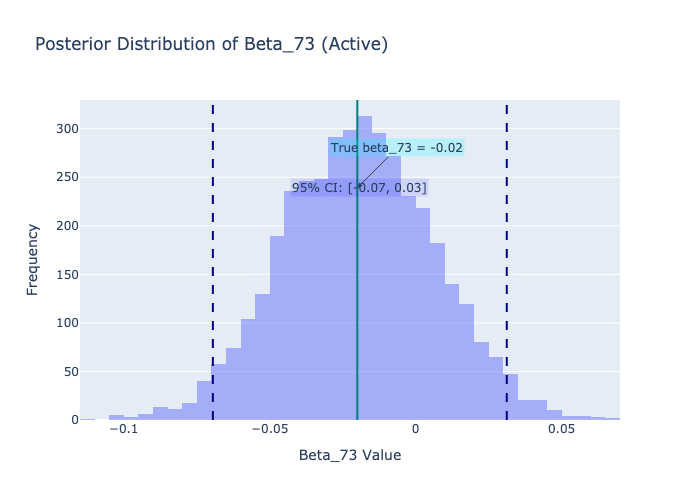 Posterior Distribution of Beta_73 (Active)
300
True beta_73 = -0.02
250
95% CI: [-0.07, 0.03]
200
Frequency
150
100
50
0
−0.1
−0.05
0
0.05
Beta_73 Value